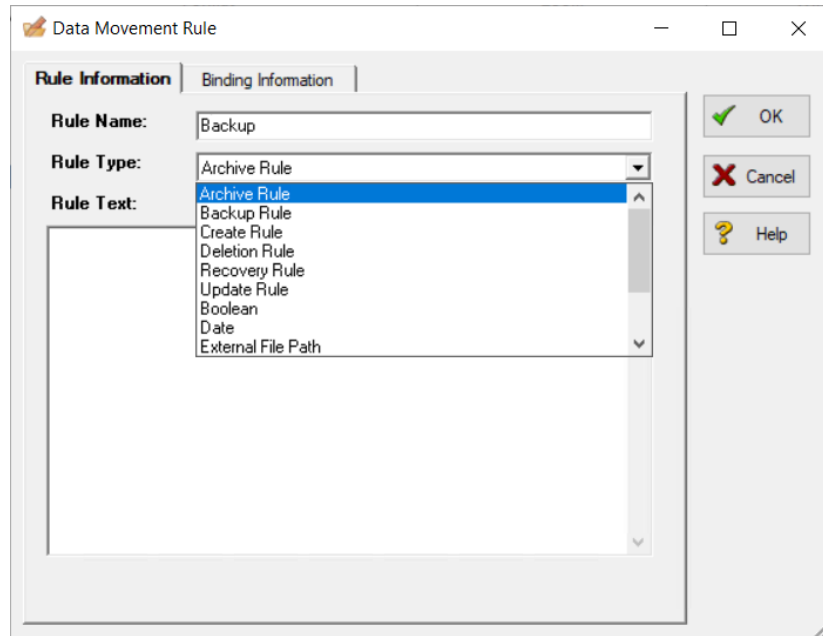 Data Movement Rule
Rule Information
Binding Information
Rule Name:
Backup
OK
Rule Type:
Archive Rule
Cancel
Rule Text:
Archive Rule
Backup Rule
Create Rule
Deletion Rule
Recovery Rule
Update Rule
Boolean
Date
External File Path
Help